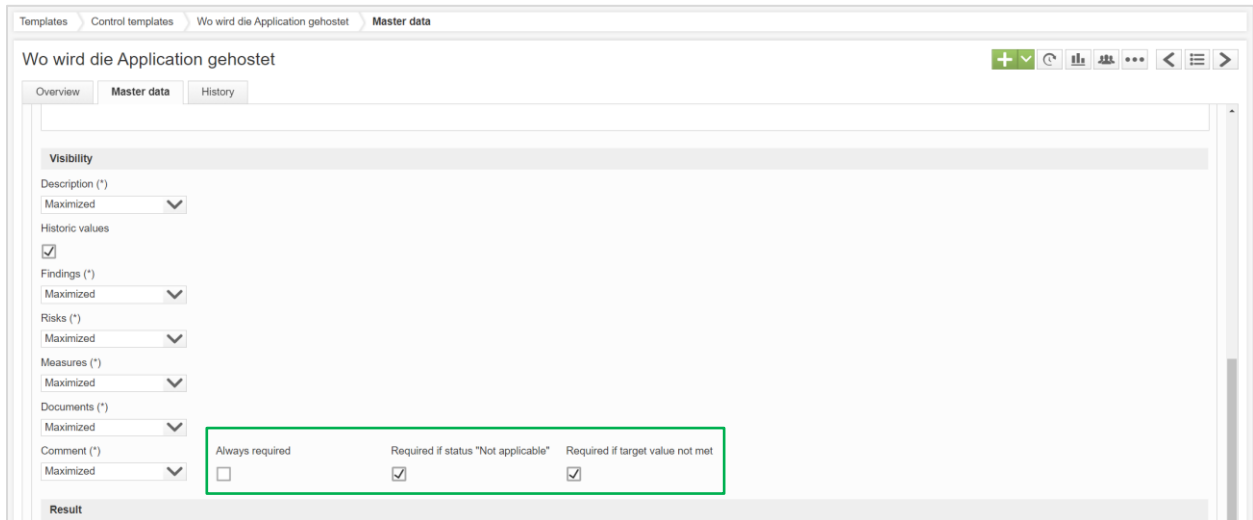 Templates Control templates Wo wird die Application gehostet Master data
Wo wird die Application gehostet
Overview Master data History
Visibility
Description (*)
Maximized
Historic values
Findings (*)
Maximized
Risks (*)
Maximized
Measures (*)
Maximized
Documents (*)
Maximized
Comment (*) Always required Required if status "Not applicable" Required if target value not met
Maximized
Result